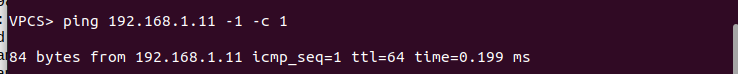 VPCS> ping 192.168.1.11 -1 -c 1
84 bytes from 192.168.1.11 icmp_seq=1 ttl=64 time=0.199 ms